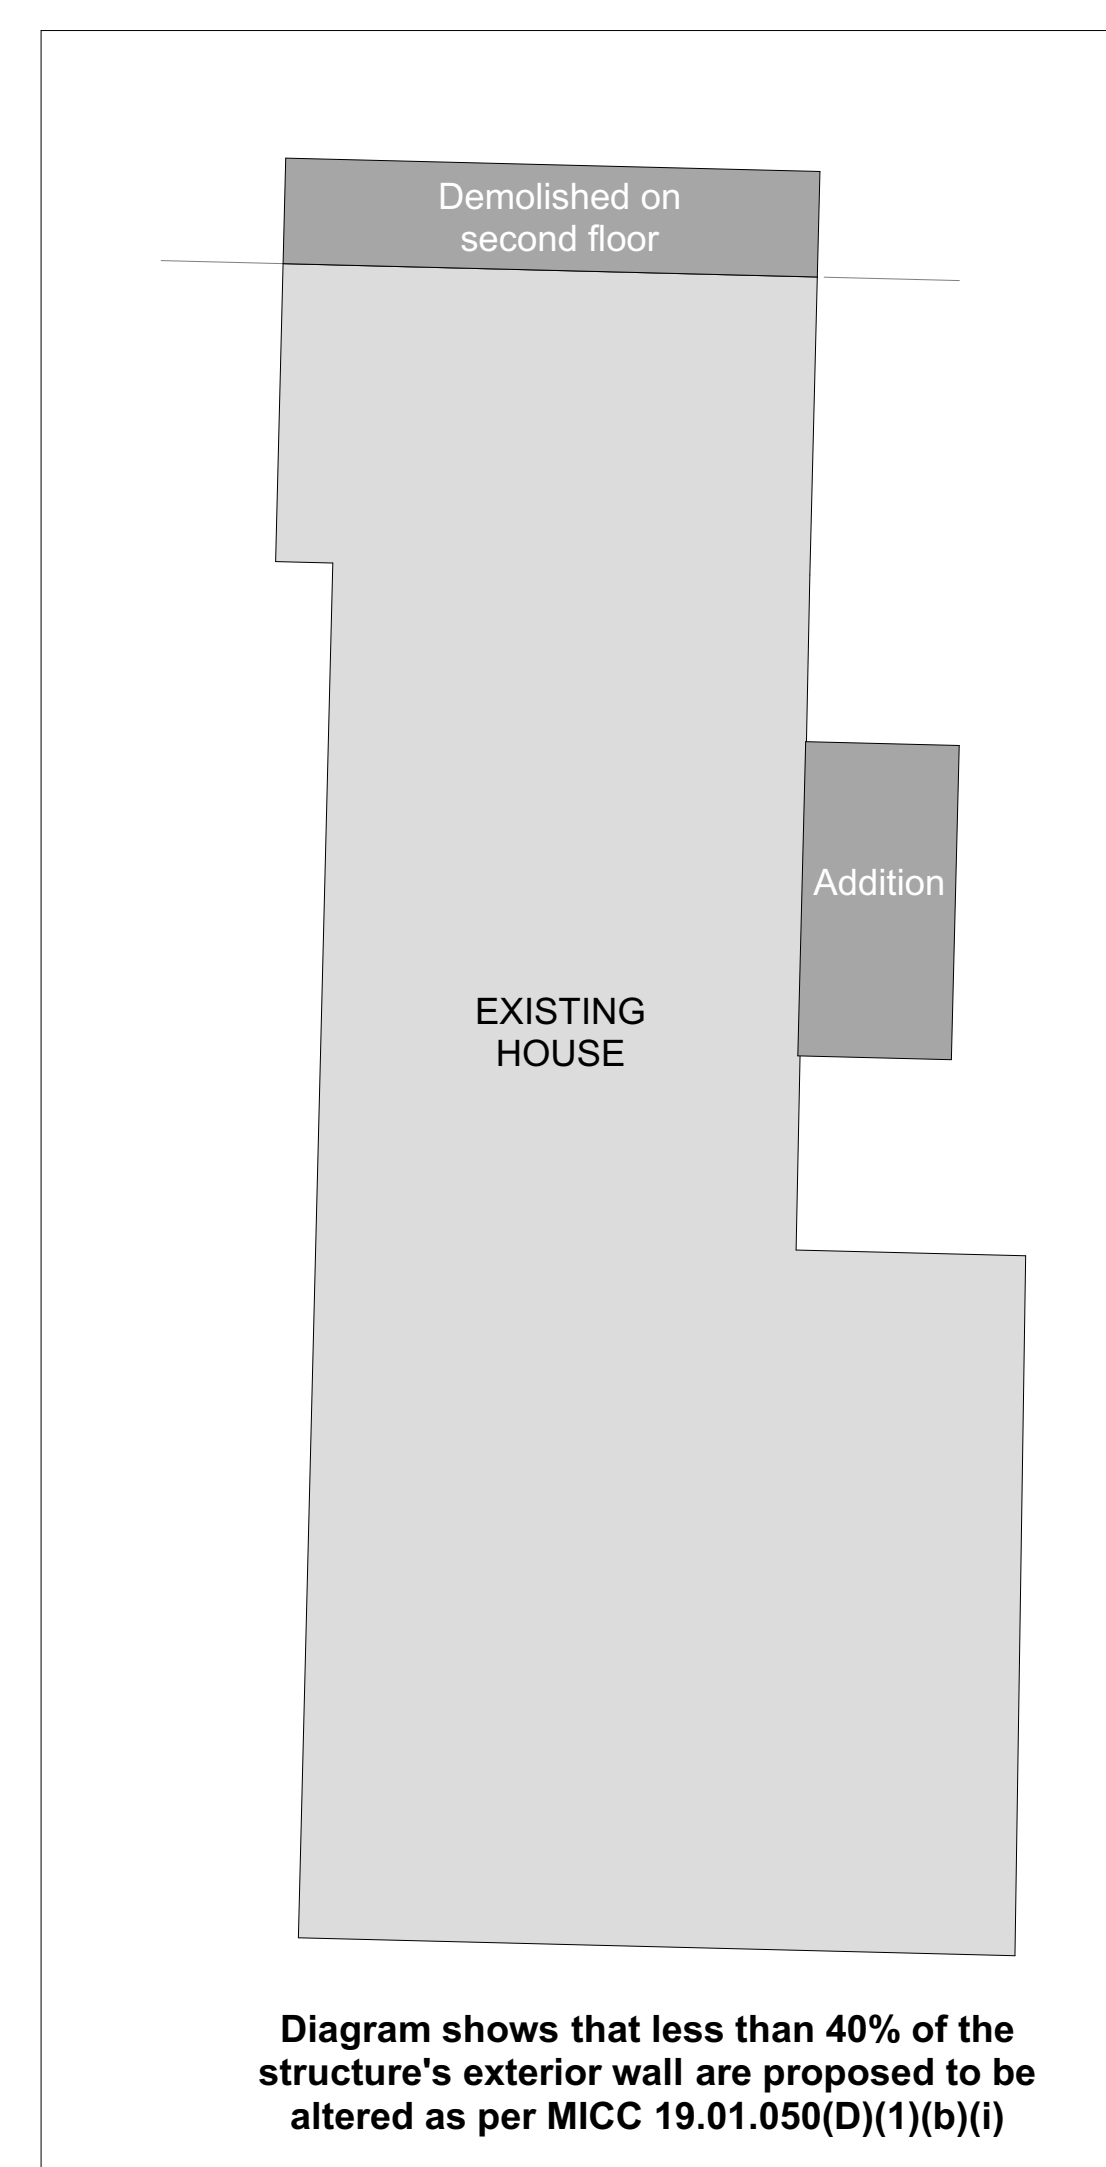 Demolished on
second floor
Addition
EXISTING
HOUSE
Diagram shows that less than 40% of the
structure's exterior wall are proposed to be
altered as per MICC 19.01.050(D)(1)(b)(i)